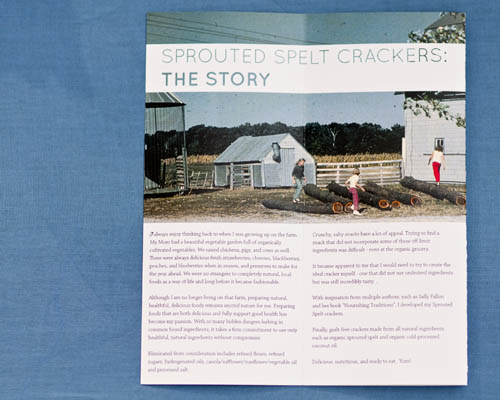 SPROUTED SPELT CRACKERS:
THE STORY
I always enjoy thinking back to when I was growing up on the farm.
My Mom had a beautiful vegetable garden full of organically
cultivated vegetables. We raised chickens, pigs, and cows as well.
There were always delicious fresh strawberries, cherries, blackberries,
peaches, and blueberries when in season, and preserves to make for
the year ahead. We were no strangers to completely natural, local
foods as a way of life and long before it became fashionable.
Although I am no longer living on that farm, preparing natural,
healthful, delicious foods remains second nature for me. Preparing
foods that are both delicious and fully support good health has
become my passion. With so many hidden dangers lurking in
common food ingredients, it takes a firm commitment to use only
healthful, natural ingredients without compromise.
Eliminated from consideration includes refined flours, refined
sugars, hydrogenated oils, canola/safflower/sunflower/vegetable oil
and processed salt.
Crunchy, salty snacks have a lot of appeal. Trying to find a
snack that did not incorporate some of these off-limit
ingredients was difficult - even at the organic grocers.
It became apparent to me that I would need to try to create the
ideal cracker myself - one that did not use undesired ingredients
but was still incredibly tasty.
With inspiration from multiple authors, such as Sally Fallon
and her book "Nourishing Traditions", I developed my Sprouted
Spelt crackers.
Finally, guilt-free crackers made from all natural ingredients
such as organic sprouted spelt and organic cold-processed
coconut oil.
Delicious, nutritious, and ready to eat. Yum!